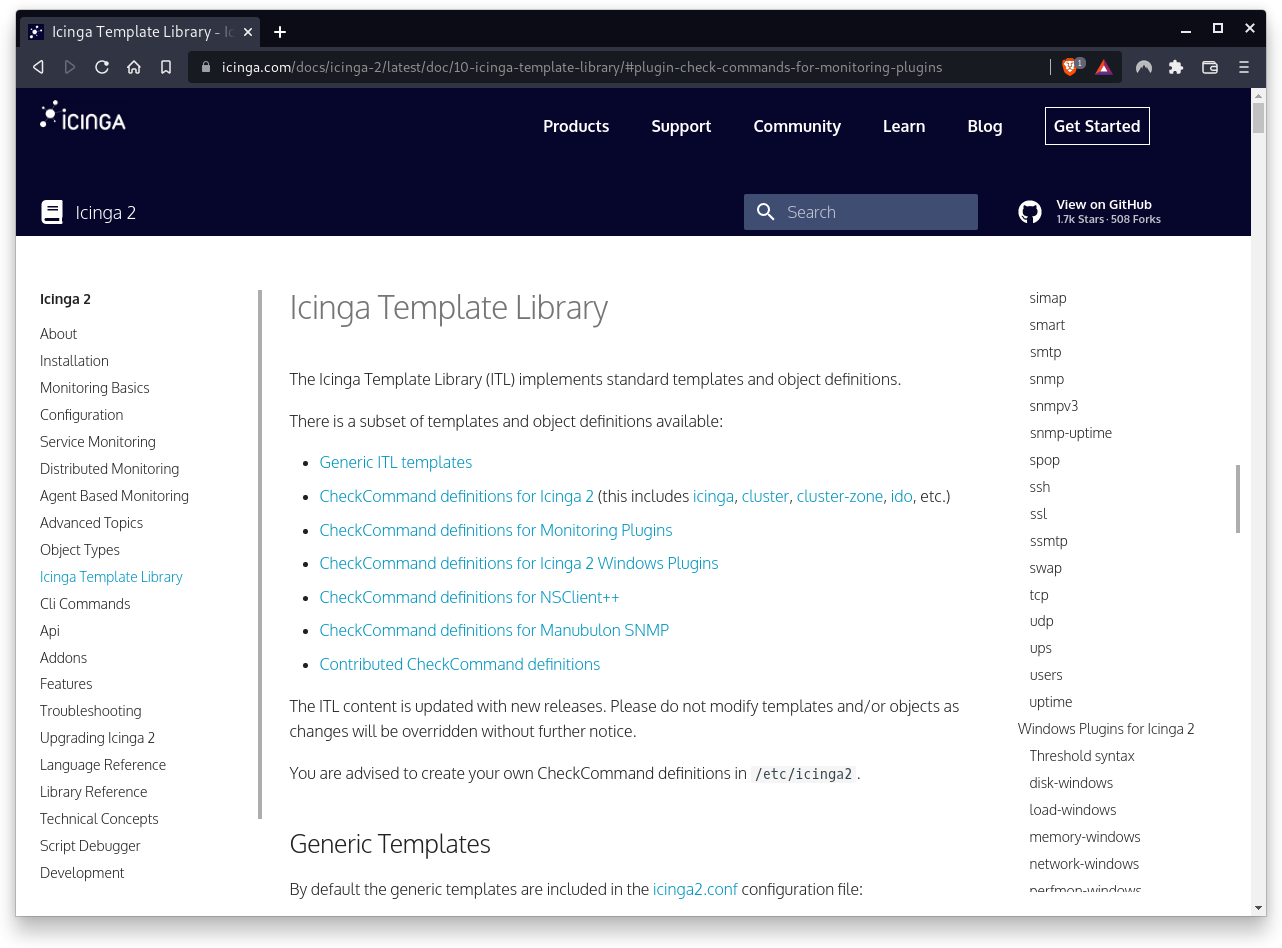 Icinga Template Library - Ic
icinga.com/docs/icinga-2/latest/doc/10-icinga-template-library/#plugin-check-commands-for-monitoring-plugins
1
ICINGA
Products
Support
Community
Learn
Blog
Get Started
Icinga 2
Search
View on GitHub
1.7k Stars · 508 Forks
Icinga 2
About
Installation
Monitoring Basics
Configuration
Service Monitoring
Distributed Monitoring
Agent Based Monitoring
Advanced Topics
Object Types
Icinga Template Library
Cli Commands
Api
Addons
Features
Troubleshooting
Upgrading Icinga 2
Language Reference
Library Reference
Technical Concepts
Script Debugger
Development
Icinga Template Library
The Icinga Template Library (ITL) implements standard templates and object definitions.
There is a subset of templates and object definitions available:
• Generic ITL templates
• CheckCommand definitions for Icinga 2 (this includes icinga, cluster, cluster-zone, ido, etc.)
• CheckCommand definitions for Monitoring Plugins
• CheckCommand definitions for Icinga 2 Windows Plugins
• CheckCommand definitions for NSClient++
• CheckCommand definitions for Manubulon SNMP
• Contributed CheckCommand definitions
The ITL content is updated with new releases. Please do not modify templates and/or objects as
changes will be overridden without further notice.
You are advised to create your own CheckCommand definitions in /etc/icinga2.
Generic Templates
By default the generic templates are included in the icinga2.conf configuration file:
simap
smart
smtp
snmp
snmpv3
snmp-uptime
spop
ssh
ssl
ssmtp
swap
tcp
udp
ups
users
uptime
Windows Plugins for Icinga 2
Threshold syntax
disk-windows
load-windows
memory-windows
network-windows
perfmon-windows